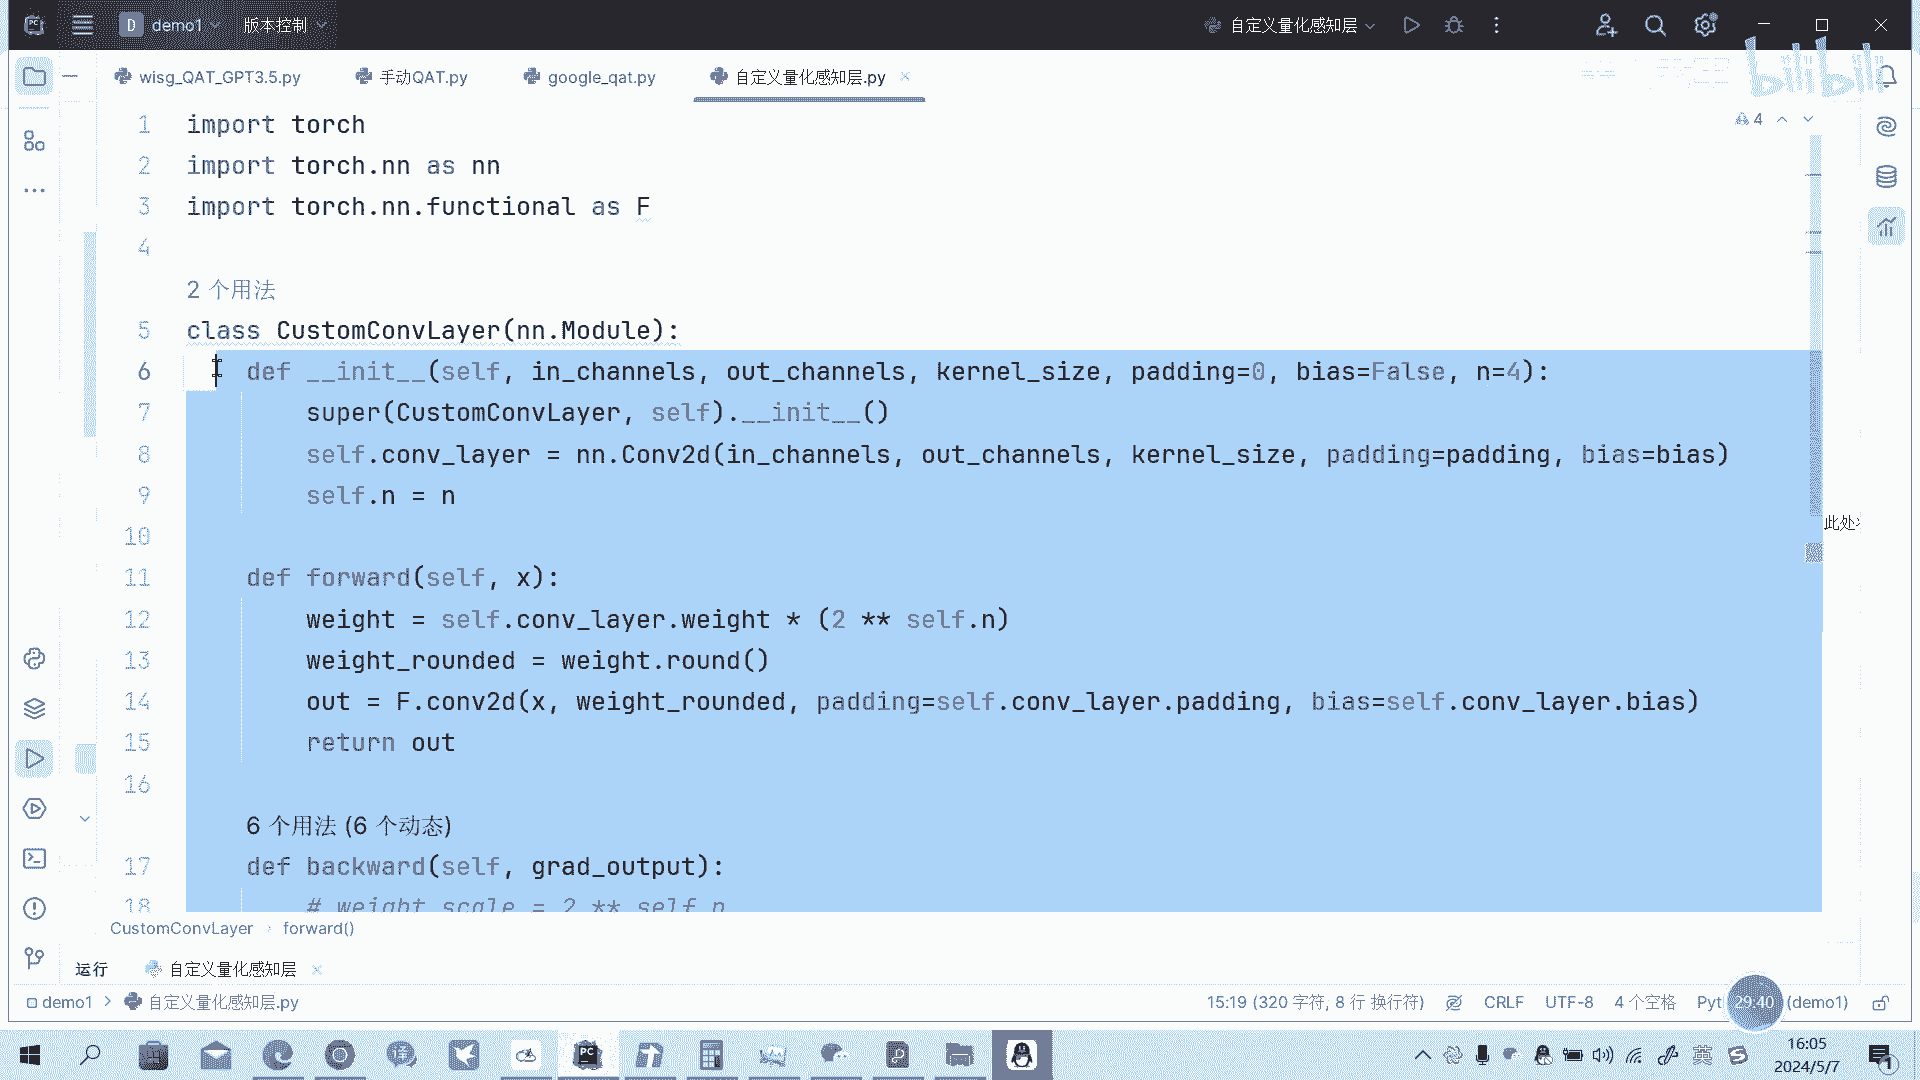 PC D demo1 版本控制 自定义量化感知层
wisg_QAT_GPT3.5.py 手动QAT.py google_qat.py 自定义量化感知层.py
bilibili
4
1 import torch
2 import torch.nn as nn
3 import torch.nn.functional as F
4
2 个用法
5 class CustomConvLayer(nn.Module):
6 def __init__(self, in_channels, out_channels, kernel_size, padding=0, bias=False, n=4):
7 super(CustomConvLayer, self).__init__()
8 self.conv_layer = nn.Conv2d(in_channels, out_channels, kernel_size, padding=padding, bias=bias)
9 self.n = n
此处
10
11 def forward(self, x):
12 weight = self.conv_layer.weight * (2 ** self.n)
13 weight_rounded = weight.round()
14 out = F.conv2d(x, weight_rounded, padding=self.conv_layer.padding, bias=self.conv_layer.bias)
15 return out
16
6 个用法 (6 个动态)
17 def backward(self, grad_output):
18 # weight_scale = 2 ** self.n
CustomConvLayer › forward()
运行 自定义量化感知层
demo1 › 自定义量化感知层.py 15:19 (320 字符, 8 行 换行符) CRLF UTF-8 4 个空格 Pyt 29:40 (demo1)
PC 译 英 16:05
2024/5/7 1